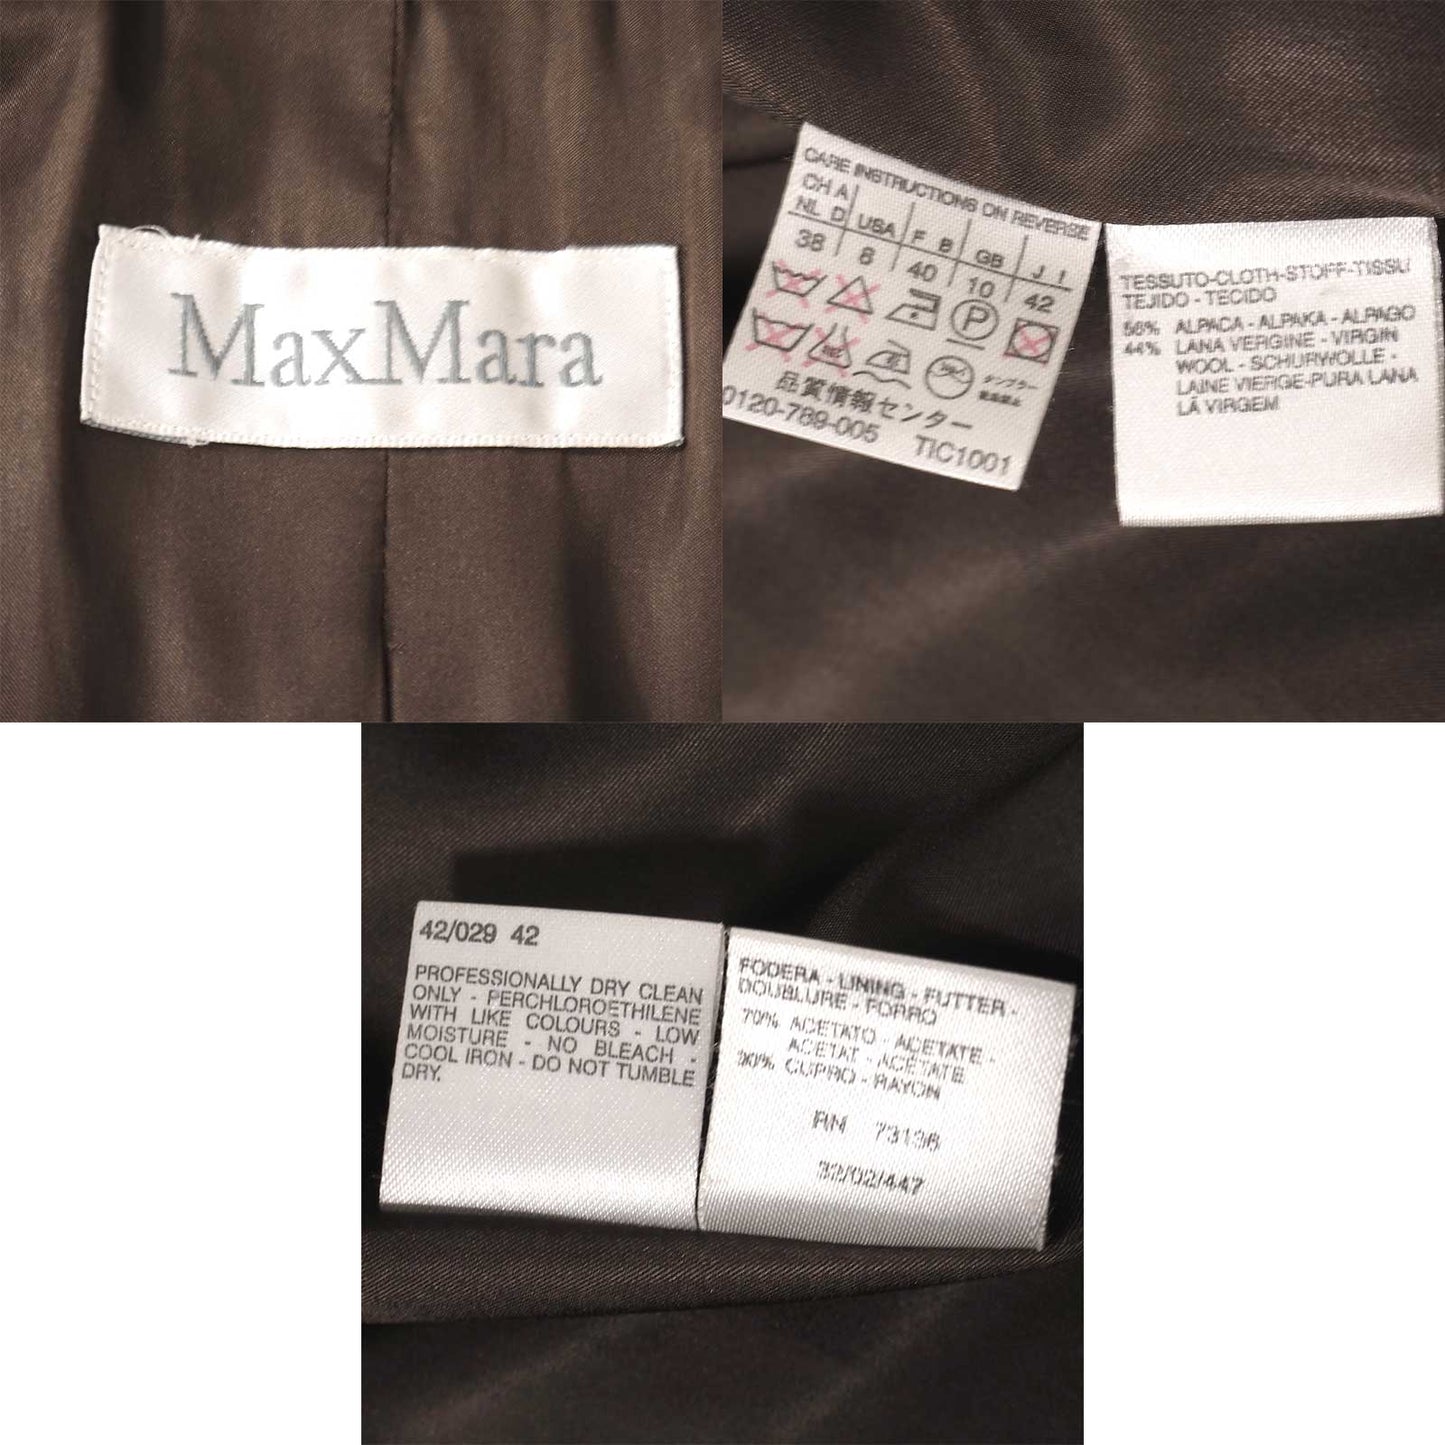 MaxMara
CARE INSTRUCTIONS ON REVERSE
CH A
NL D USA F B GB J I
38 8 40 10 42
P
品質情報センター
0120-789-005 TIC1001
TESSUTO-CLOTH-STOFF-TISSU
TEJIDO - TECIDO
56% ALPACA - ALPAKA - ALPAGO
44% LANA VERGINE - VIRGIN
WOOL - SCHURWOLLE -
LAINE VIERGE-PURA LANA
LÃ VIRGEM
42/029 42
PROFESSIONALLY DRY CLEAN
ONLY - PERCHLOROETHILENE
WITH LIKE COLOURS - LOW
MOISTURE - NO BLEACH -
COOL IRON - DO NOT TUMBLE
DRY.
FODERA - LINING - FUTTER -
DOUBLURE - FORRO
70% ACETATO - ACETATE -
ACETAT - ACÉTATE
30% CUPRO - RAYON
RN 73136
32/02/447